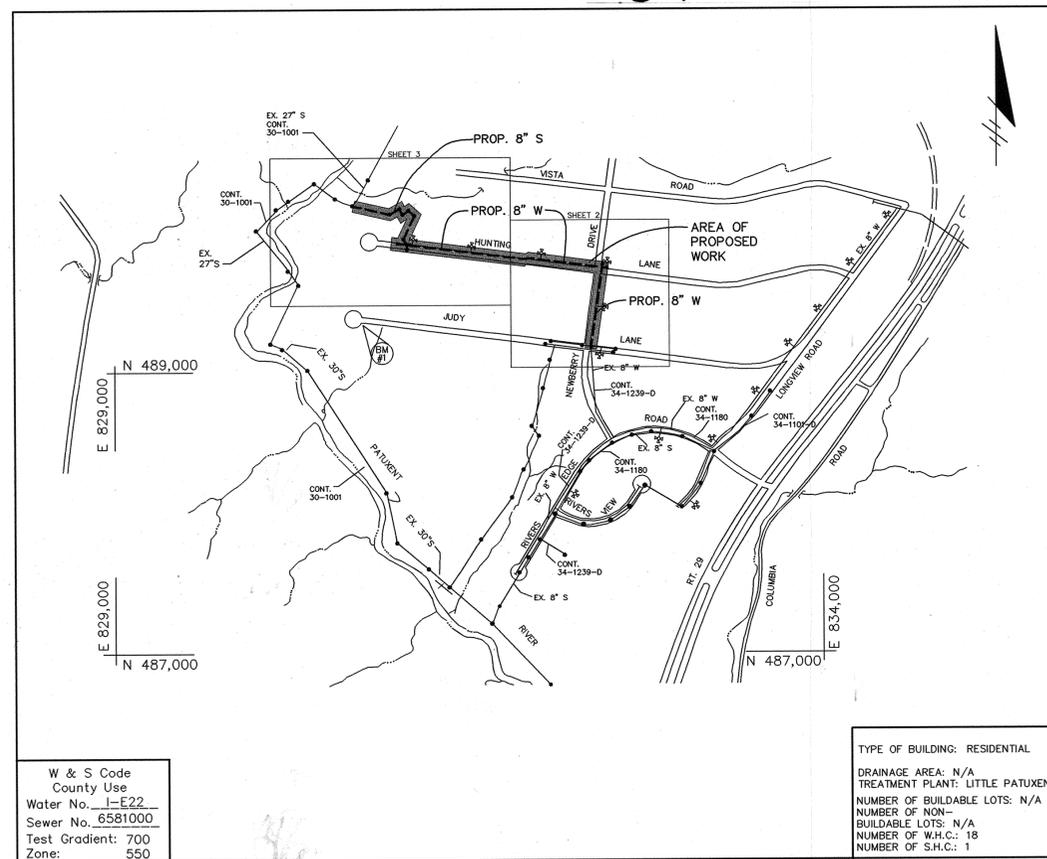 EX. 27" S
CONT.
30-1001
PROP. 8" S
SHEET 3
VISTA
ROAD
CONT.
30-1001
PROP. 8" W
SHEET 2
DRIVE
AREA OF
PROPOSED
WORK
EX. 8" W
HUNTING
LANE
EX.
27"S
PROP. 8" W
JUDY
LANE
BM
#1
EX. 30"S
N 489,000
E 829,000
NEWBERRY
EX. 8" W
CONT.
34-1239-D
LONGVIEW ROAD
ROAD
EX. 8" W
CONT.
34-1180
CONT.
34-1101-D
EX. 8" S
CONT.
34-1239-D
CONT.
34-1180
EDGE
EX. 8" W
RIVERS
VIEW
RIVERS
PATUXENT
CONT.
30-1001
EX. 30"S
CONT.
34-1239-D
EX. 8" S
RIVER
ROAD
RT. 29
COLUMBIA
E 829,000
N 487,000
E 834,000
N 487,000
W & S Code
County Use
Water No. I-E22
Sewer No. 6581000
Test Gradient: 700
Zone: 550
TYPE OF BUILDING: RESIDENTIAL
DRAINAGE AREA: N/A
TREATMENT PLANT: LITTLE PATUXEN
NUMBER OF BUILDABLE LOTS: N/A
NUMBER OF NON-
BUILDABLE LOTS: N/A
NUMBER OF W.H.C.: 18
NUMBER OF S.H.C.: 1